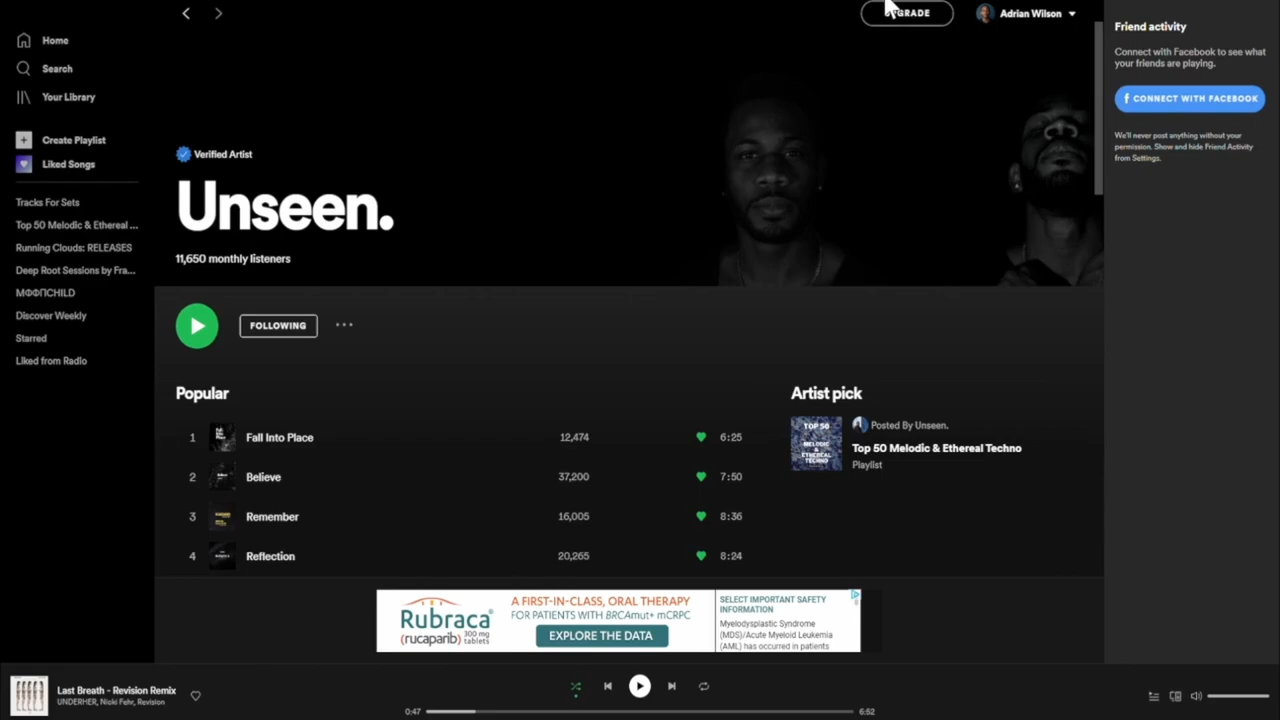 Home
Search
Your Library
Create Playlist
Liked Songs
Tracks For Sets
Top 50 Melodic & Ethereal ...
Running Clouds: RELEASES
Deep Root Sessions by Fra...
MФФПCHILD
Discover Weekly
Starred
Liked from Radio
GRADE
Adrian Wilson
Verified Artist
Unseen.
11,650 monthly listeners
FOLLOWING
Popular
1 Fall Into Place 12,474 6:25
2 Believe 37,200 7:50
3 Remember 16,005 8:36
4 Reflection 20,265 8:24
Artist pick
TOP 50
MELODIC
&
ETHEREAL
TECHNO
Posted By Unseen.
Top 50 Melodic & Ethereal Techno
Playlist
Friend activity
Connect with Facebook to see what
your friends are playing.
f CONNECT WITH FACEBOOK
We'll never post anything without your
permission. Show and hide Friend Activity
from Settings.
Rubraca®
(rucaparib) 300 mg
tablets
A FIRST-IN-CLASS, ORAL THERAPY
FOR PATIENTS WITH BRCAmut+ mCRPC
EXPLORE THE DATA
SELECT IMPORTANT SAFETY
INFORMATION
Myelodysplastic Syndrome
(MDS)/Acute Myeloid Leukemia
(AML) has occurred in patients
Last Breath - Revision Remix
UNDERHER, Nicki Fehr, Revision
0:47
6:52